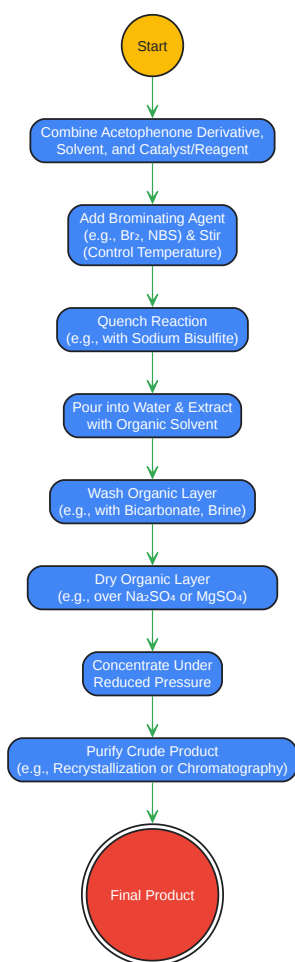 Start
Combine Acetophenone Derivative,
Solvent, and Catalyst/Reagent
Add Brominating Agent
(e.g., Br₂, NBS) & Stir
(Control Temperature)
Quench Reaction
(e.g., with Sodium Bisulfite)
Pour into Water & Extract
with Organic Solvent
Wash Organic Layer
(e.g., with Bicarbonate, Brine)
Dry Organic Layer
(e.g., over Na₂SO₄ or MgSO₄)
Concentrate Under
Reduced Pressure
Purify Crude Product
(e.g., Recrystallization or Chromatography)
Final Product